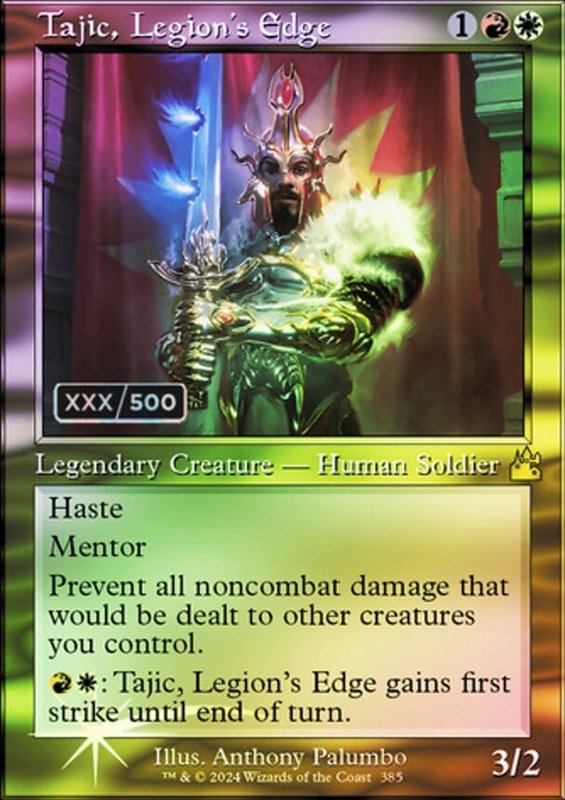 Tajic, Legion's Edge 1
XXX/500
Legendary Creature — Human Soldier
Haste
Mentor
Prevent all noncombat damage that
would be dealt to other creatures
you control.
: Tajic, Legion's Edge gains first
strike until end of turn.
Illus. Anthony Palumbo
™ & © 2024 Wizards of the Coast 385
3/2